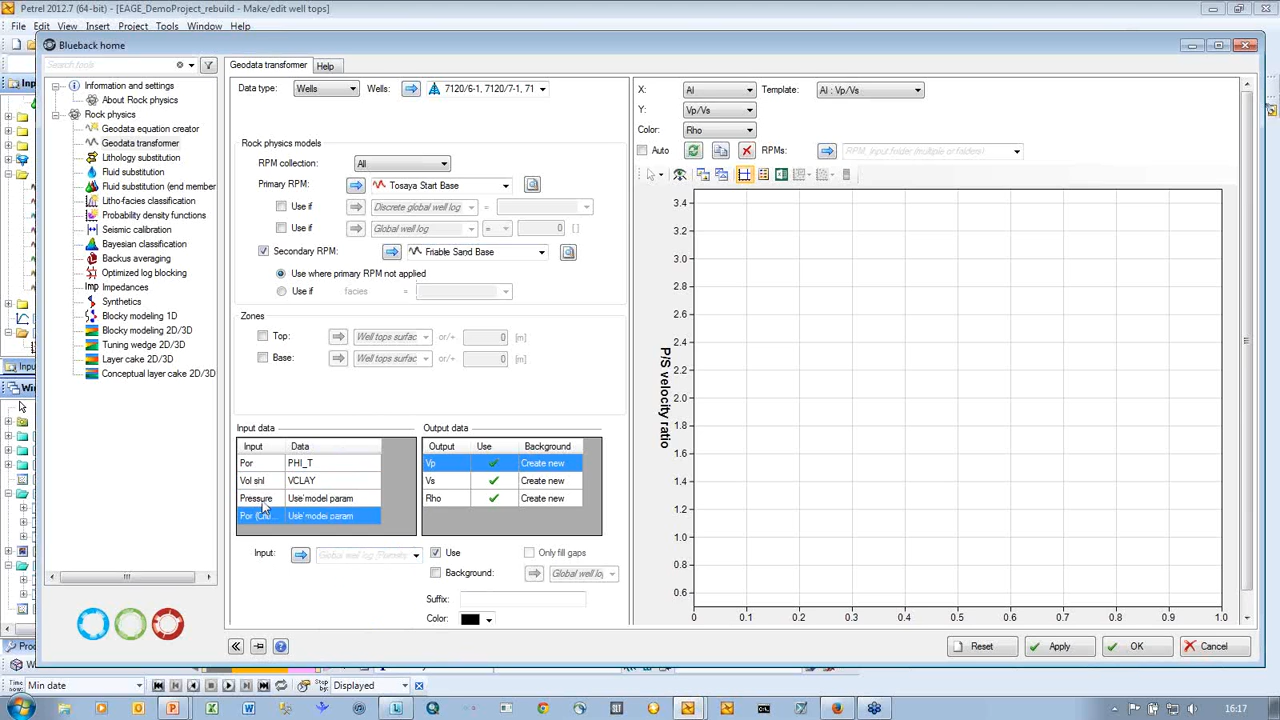 Petrel 2012.7 (64-bit) - [EAGE_DemoProject_rebuild - Make/edit well tops]
File Edit View Insert Project Tools Window Help
Blueback home
Search tools
Information and settings
About Rock physics
Rock physics
Geodata equation creator
Geodata transformer
Lithology substitution
Fluid substitution
Fluid substitution (end member
Litho-facies classification
Probability density functions
Seismic calibration
Bayesian classification
Backus averaging
Optimized log blocking
Imp Impedances
Synthetics
Blocky modeling 1D
Blocky modeling 2D/3D
Tuning wedge 2D/3D
Layer cake 2D/3D
Conceptual layer cake 2D/3D
Geodata transformer Help
Data type: Wells Wells: 7120/6-1, 7120/7-1, 71
Rock physics models
RPM collection: All
Primary RPM: Tosaya Start Base
Use if Discrete global well log =
Use if Global well log = 0 [ ]
Secondary RPM: Friable Sand Base
Use where primary RPM not applied
Use if facies =
Zones
Top: Well tops surfac or/+ 0 [m]
Base: Well tops surfac or/+ 0 [m]
Input data
Input Data
Por PHI_T
Vol shl VCLAY
Pressure Use model param
Use model param
Output data
Output Use Background
Vp Create new
Vs Create new
Rho Create new
Input:
Use Only fill gaps
Background: Global well lo
Suffix:
Color:
X: AI Template: AI : Vp/Vs
Y: Vp/Vs
Color: Rho
Auto RPMs: RPM, Input folder (multiple or folders)
P/S velocity ratio
3.4
3.2
3.0
2.8
2.6
2.4
2.2
2.0
1.8
1.6
1.4
1.2
1.0
0.8
0.6
0 0.1 0.2 0.3 0.4 0.5 0.6 0.7 0.8 0.9 1.0
Reset Apply OK Cancel
Min date Displayed
16:17